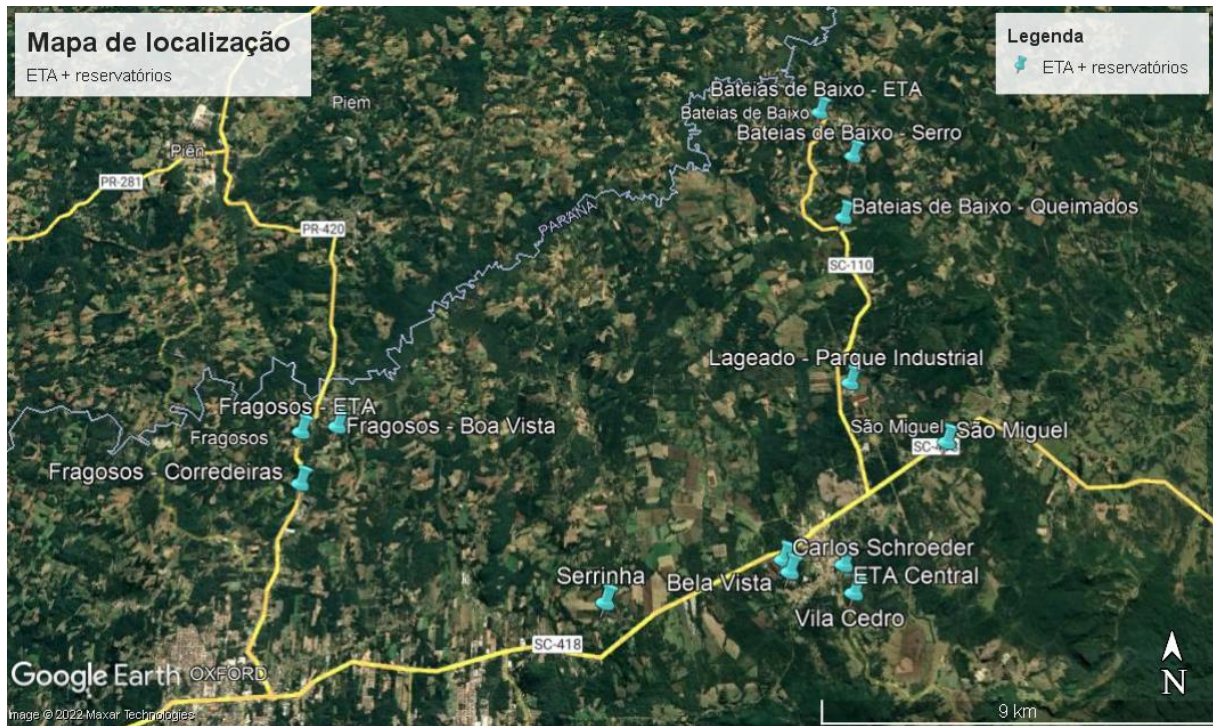 Mapa de localização
ETA + reservatórios
Legenda
ETA + reservatórios
Piem
Bateias de Baixo - ETA
Bateias de Baixo
Bateias de Baixo - Serro
Piên
PR-281
PARANÁ
Bateias de Baixo - Queimados
PR-420
SC-110
Lageado - Parque Industrial
Fragosos - ETA
Fragosos - Boa Vista
Fragosos
São Miguel
São Miguel
Fragosos - Corredeiras
Carlos Schroeder
Serrinha
Bela Vista
ETA Central
Vila Cedro
SC-418
N
Google Earth
OXFORD
Image © 2022 Maxar Technologies
9 km